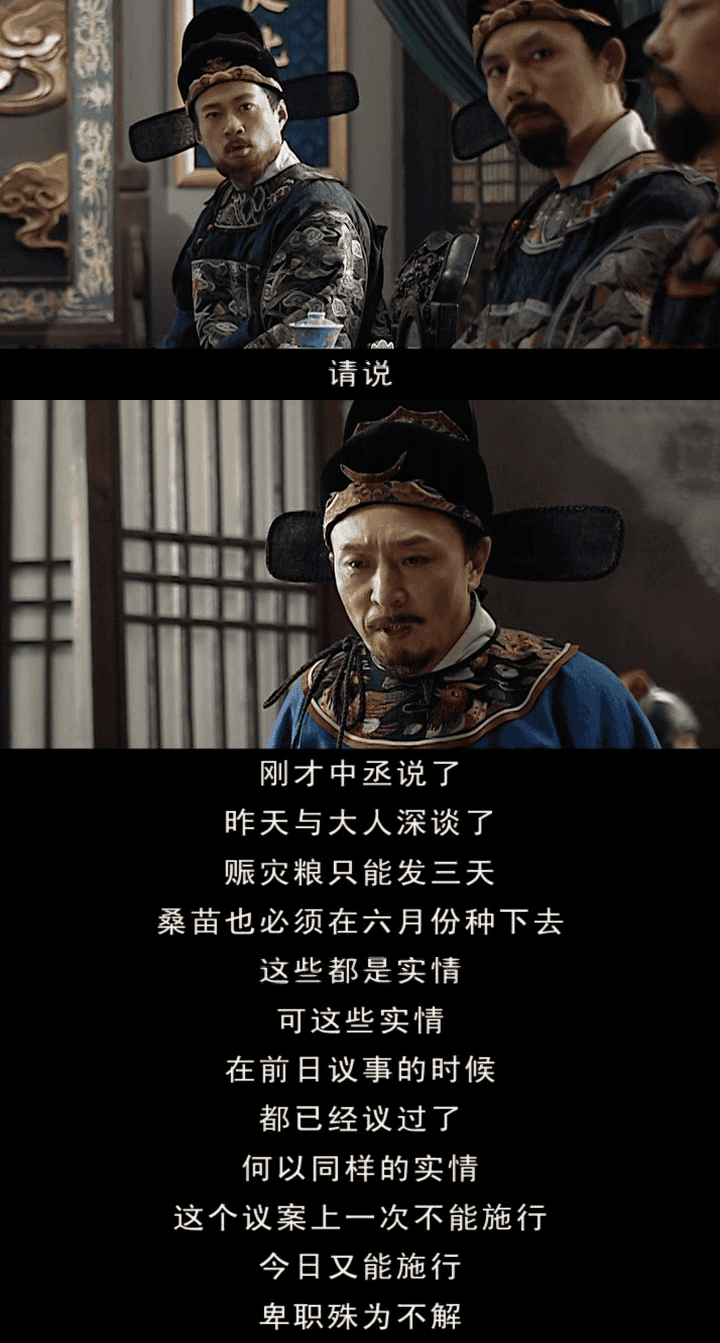 请说
刚才中丞说了
昨天与大人深谈了
赈灾粮只能发三天
桑苗也必须在六月份种下去
这些都是实情
可这些实情
在前日议事的时候
都已经议过了
何以同样的实情
这个议案上一次不能施行
今日又能施行
卑职殊为不解